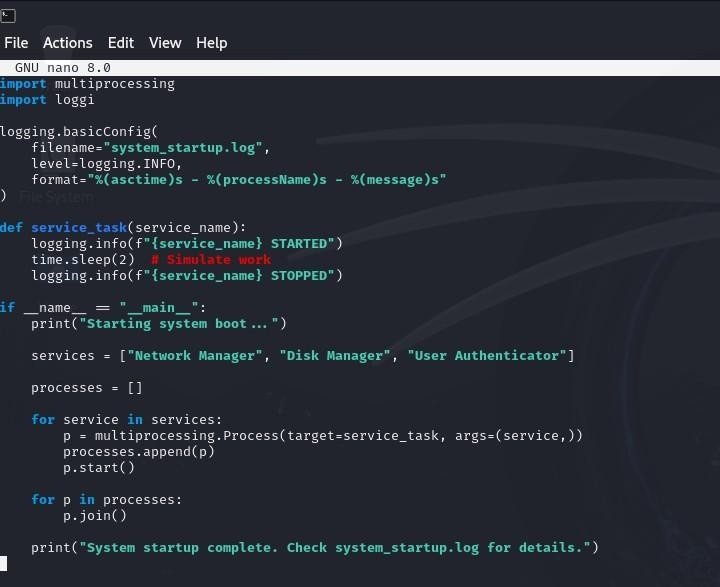 File Actions Edit View Help
GNU nano 8.0
import multiprocessing
import loggi
logging.basicConfig(
    filename="system_startup.log",
    level=logging.INFO,
    format="%(asctime)s - %(processName)s - %(message)s"
)
File System
def service_task(service_name):
    logging.info(f"{service_name} STARTED")
    time.sleep(2)  # Simulate work
    logging.info(f"{service_name} STOPPED")
if __name__ == "__main__":
    print("Starting system boot...")
    services = ["Network Manager", "Disk Manager", "User Authenticator"]
    processes = []
    for service in services:
        p = multiprocessing.Process(target=service_task, args=(service,))
        processes.append(p)
        p.start()
    for p in processes:
        p.join()
    print("System startup complete. Check system_startup.log for details.")